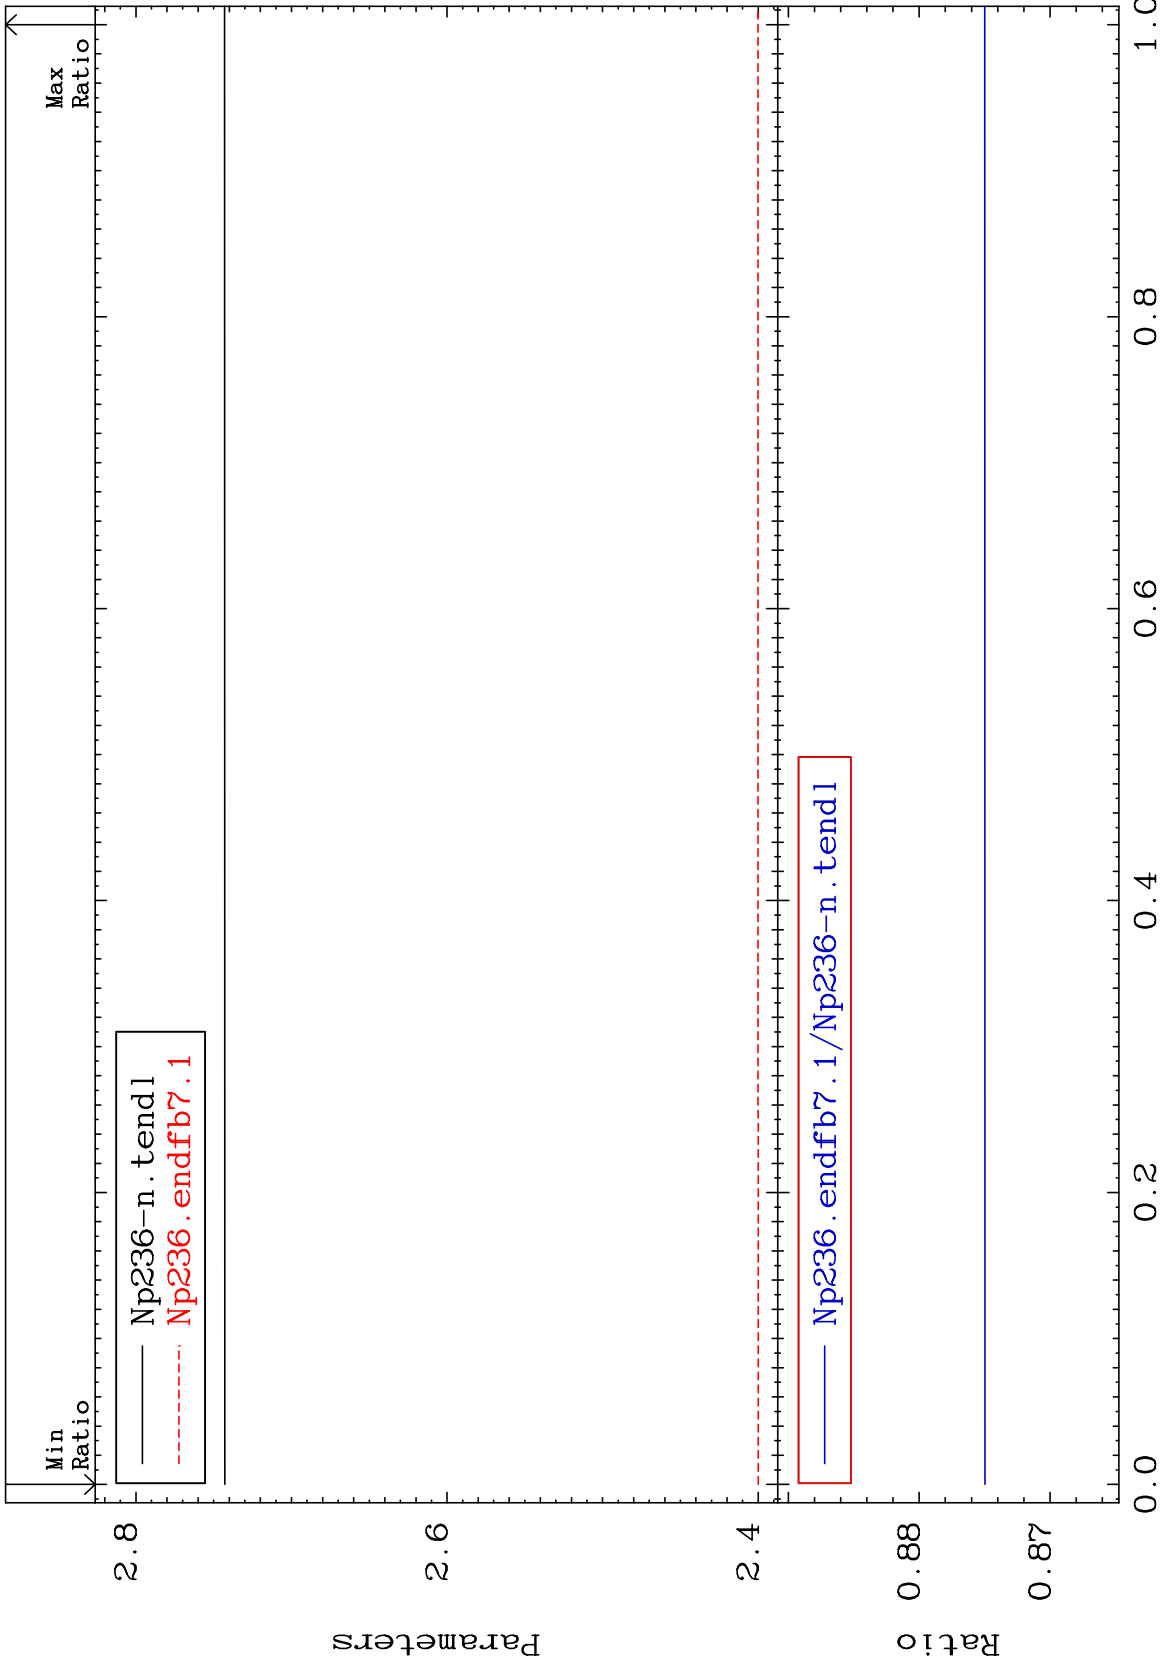 Min
Ratio
Max
Ratio
Np236-n.tendl
Np236.endfb7.1
2.8
2.6
2.4
Parameters
Np236.endfb7.1/Np236-n.tendl
0.88
0.87
Ratio
0.0 0.2 0.4 0.6 0.8 1.0